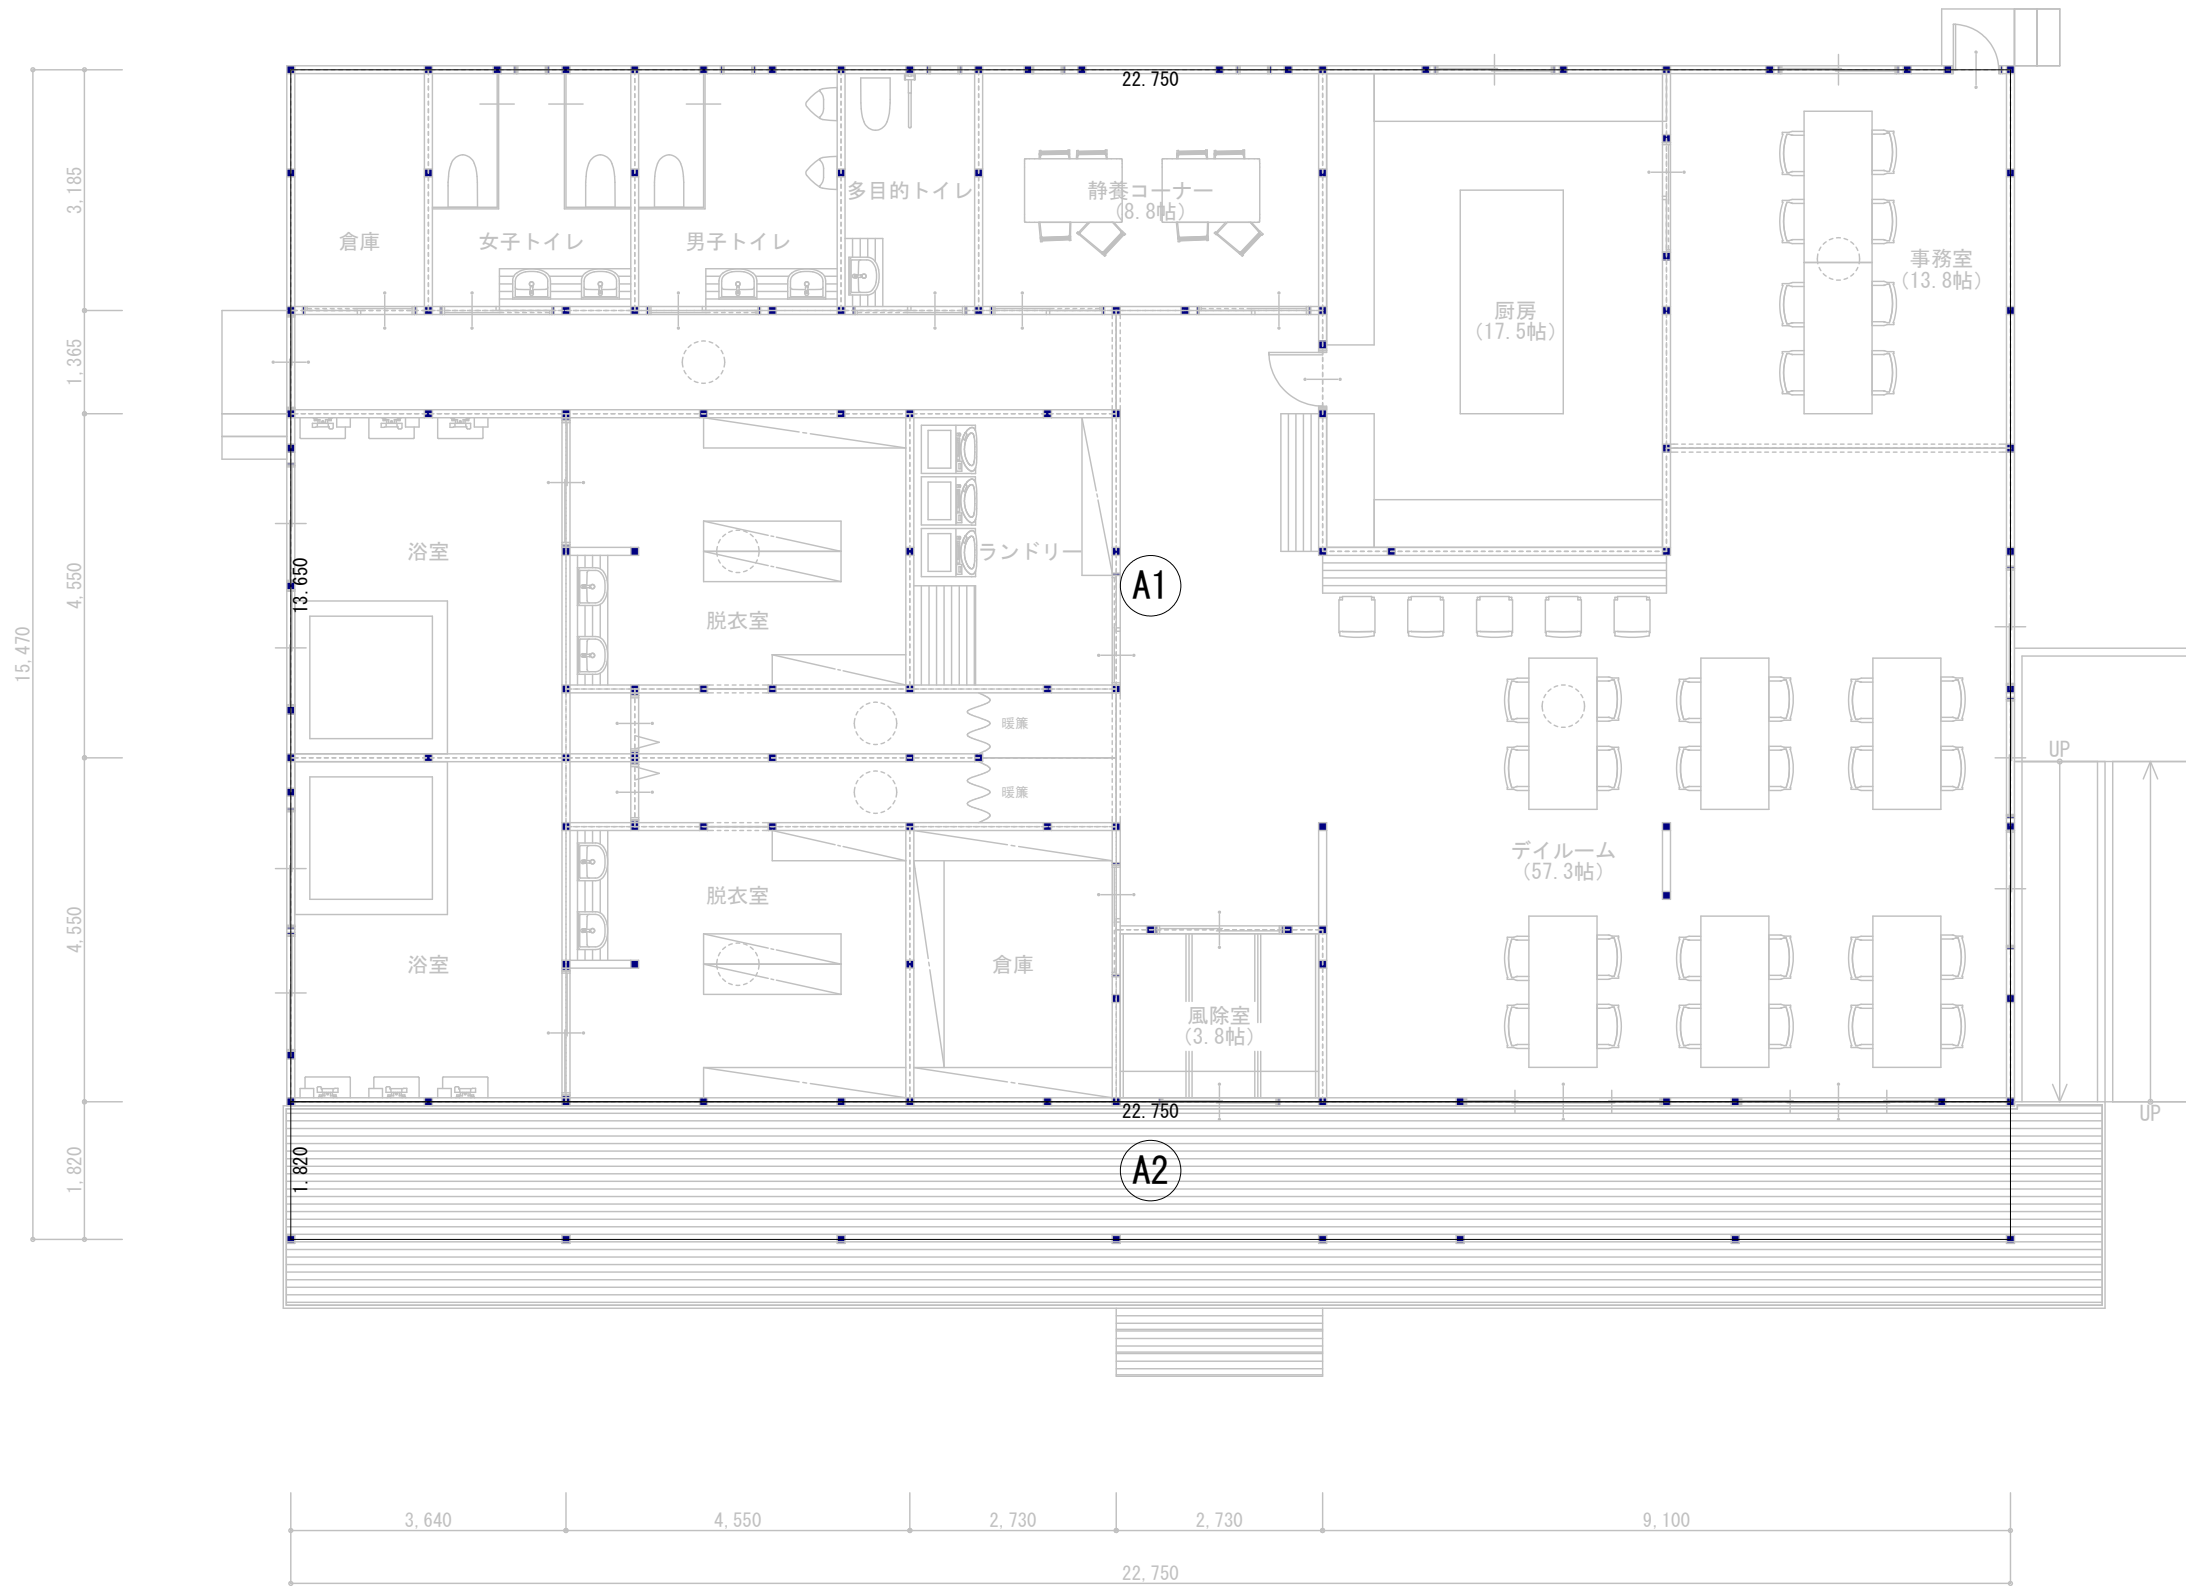 22.750
3,185
多目的トイレ
静養コーナー
(8.8帖)
倉庫
女子トイレ
男子トイレ
事務室
(13.8帖)
厨房
(17.5帖)
1,365
浴室
ランドリー
13.650
4,550
A1
脱衣室
15,470
暖簾
UP
暖簾
デイルーム
(57.3帖)
脱衣室
4,550
浴室
倉庫
風除室
(3.8帖)
22.750
UP
1,820
1.820
A2
3,640
4,550
2,730
2,730
9,100
22,750